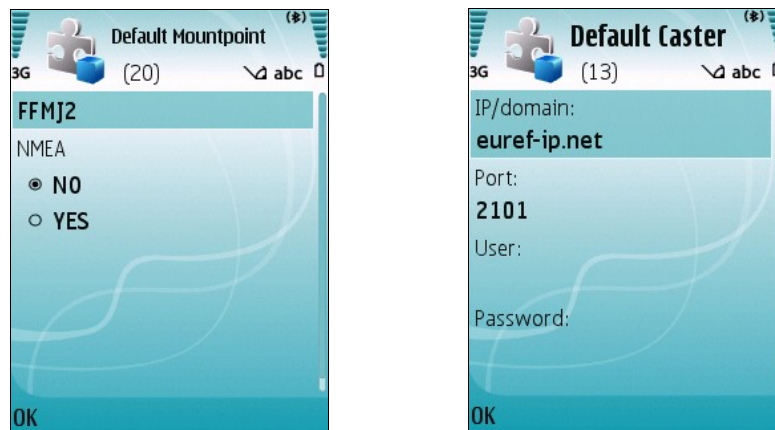 Default Mountpoint
3G
(20)
abc
FFMJ2
NMEA
NO
YES
OK
Default Caster
3G
(13)
abc
IP/domain:
euref-ip.net
Port:
2101
User:
Password:
OK